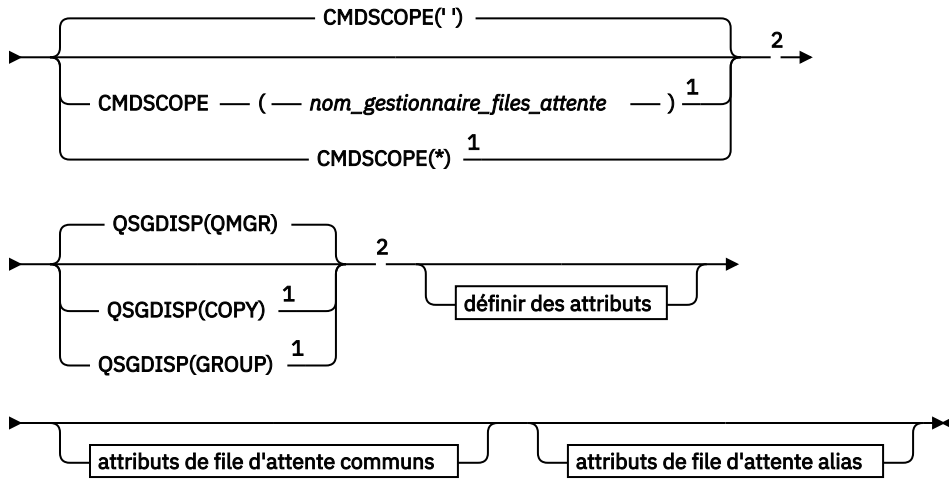 CMDSCOPE(' ')
2
CMDSCOPE ( nom_gestionnaire_files_attente ) 1
CMDSCOPE(*) 1
QSGDISP(QMGR)
2
définir des attributs
QSGDISP(COPY) 1
QSGDISP(GROUP) 1
attributs de file d'attente communs
attributs de file d'attente alias